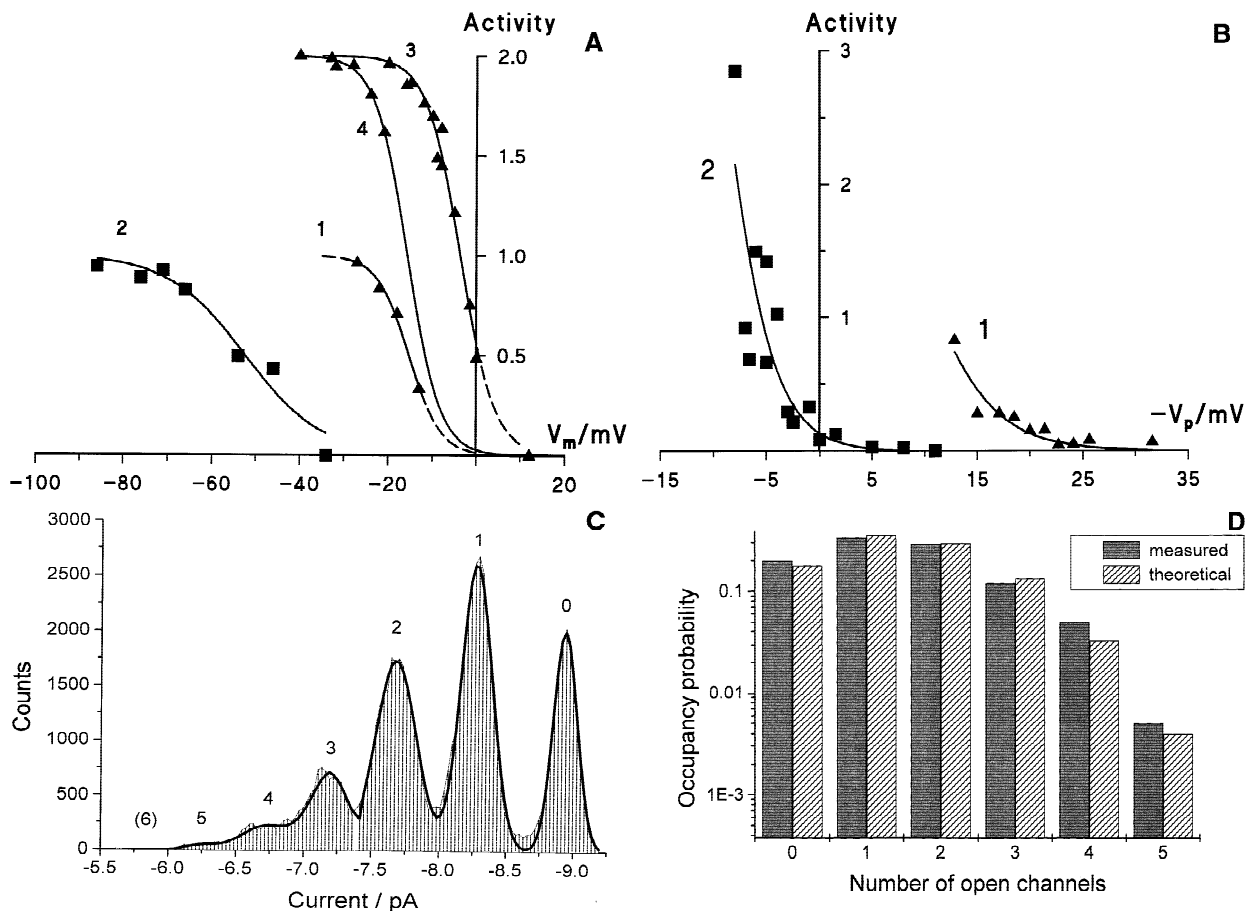 Activity
A
3
2.0
4
1.5
2
1
1.0
0.5
Vm/mV
-100 -80 -60 -40 -20 20
Activity
B
3
2
2
1
1
-Vp/mV
-15 -5 5 15 25 35
C
3000
2500
2000
1500
1000
500
0
Counts
(6) 5 4 3 2 1 0
-5.5 -6.0 -6.5 -7.0 -7.5 -8.0 -8.5 -9.0
Current / pA
D
measured
theoretical
0.1
0.01
1E-3
Occupancy probability
0 1 2 3 4 5
Number of open channels